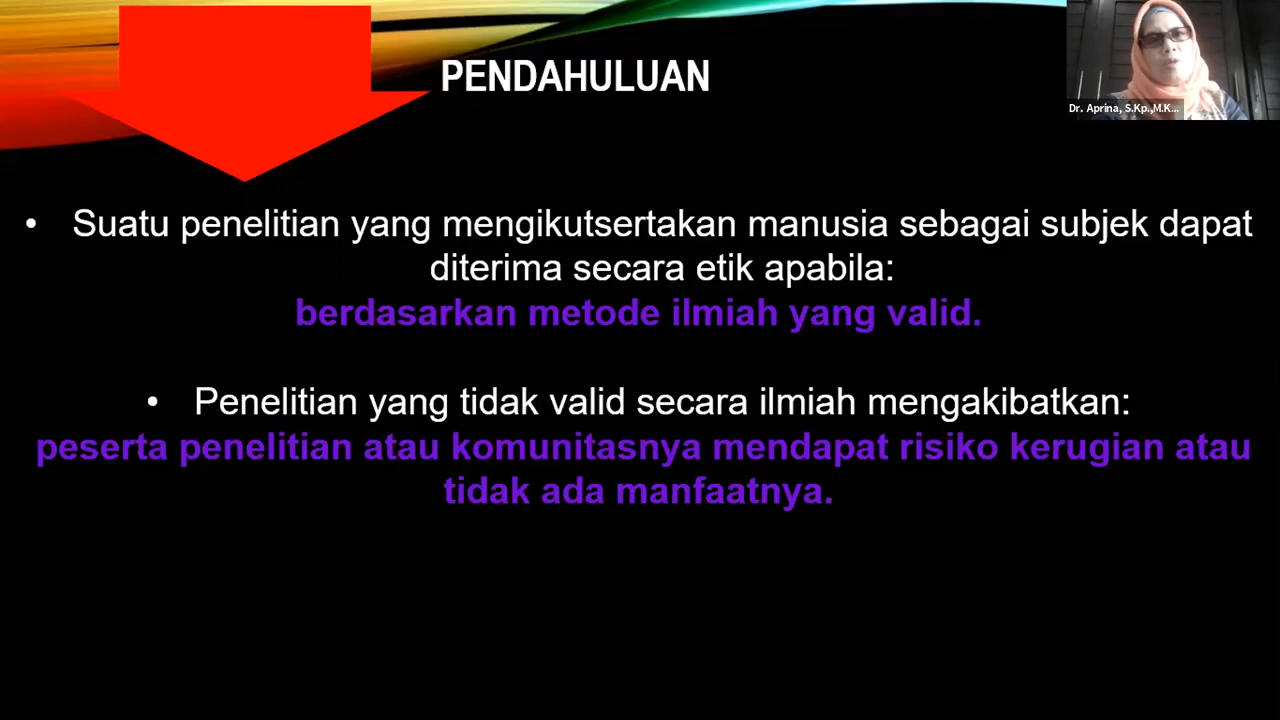 PENDAHULUAN
Dr. Aprina, S.Kp.,M.K...
• Suatu penelitian yang mengikutsertakan manusia sebagai subjek dapat
diterima secara etik apabila:
berdasarkan metode ilmiah yang valid.
• Penelitian yang tidak valid secara ilmiah mengakibatkan:
peserta penelitian atau komunitasnya mendapat risiko kerugian atau
tidak ada manfaatnya.